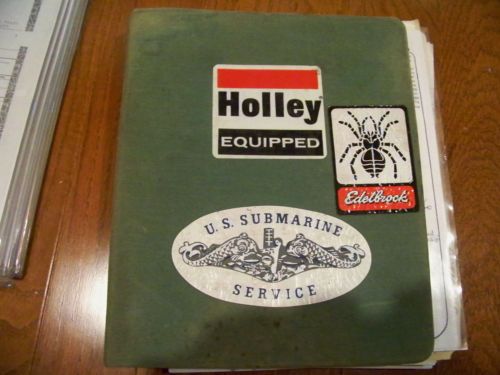 Holley
EQUIPPED
Edelbrock
U.S. SUBMARINE
SERVICE